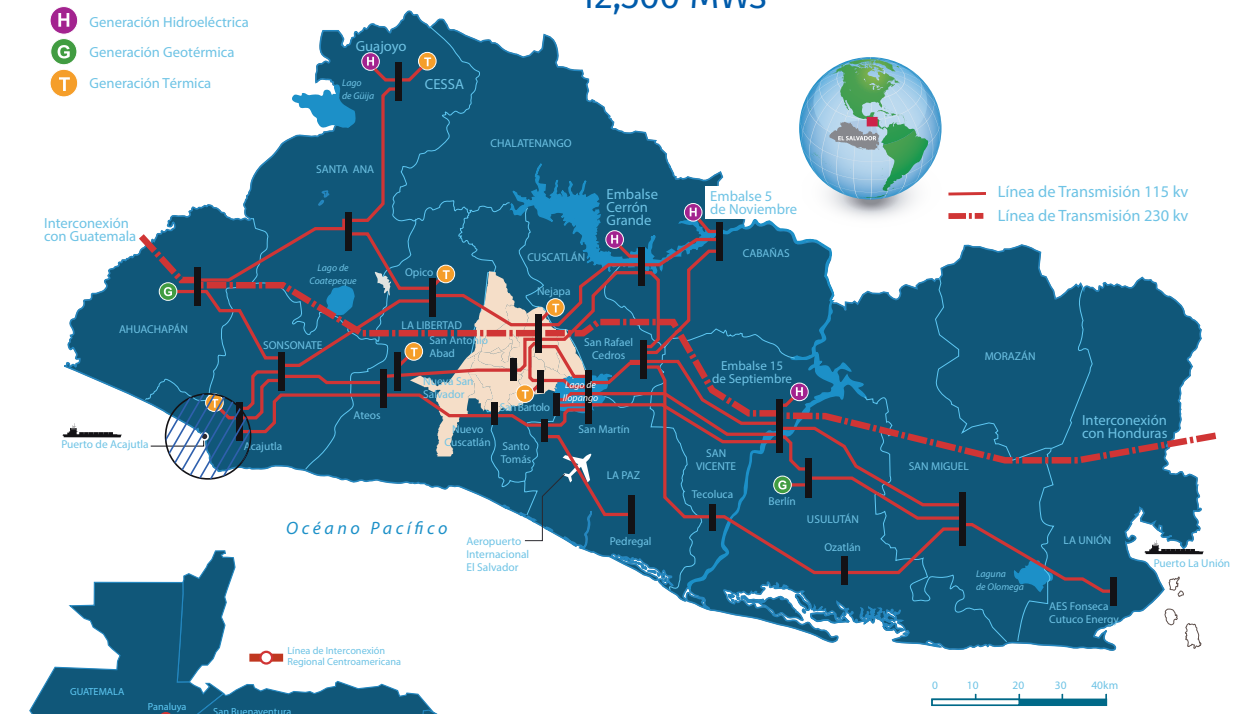 12,500 MWs
H Generación Hidroeléctrica
G Generación Geotérmica
T Generación Térmica
Guajoyo
H
T
CESSA
Lago
de Güija
CHALATENANGO
SANTA ANA
EL SALVADOR
Línea de Transmisión 115 kv
Línea de Transmisión 230 kv
Interconexión
con Guatemala
Embalse
Cerrón
Grande
H
Embalse 5
de Noviembre
H
CABAÑAS
CUSCATLÁN
Lago de
Coatepeque
Opico
T
G
Nejapa
T
AHUACHAPÁN
LA LIBERTAD
SONSONATE
San Antonio
Abad
T
San Rafael
Cedros
MORAZÁN
Embalse 15
de Septiembre
H
Nueva San
Salvador
Lago de
Ilopango
T
T
Ateos
Nuevo
Cuscatlán
San Martín
Santo
Tomás
Acajutla
Puerto de Acajutla
Interconexión
con Honduras
SAN
VICENTE
SAN MIGUEL
LA PAZ
G
Berlín
Tecoluca
USULUTÁN
Océano Pacífico
Aeropuerto
Internacional
El Salvador
Pedregal
Ozatlán
LA UNIÓN
Puerto La Unión
Laguna
de Olomega
AES Fonseca
Cutuco Energy
Línea de Interconexión
Regional Centroamericana
GUATEMALA
Panaluya
San Buenaventura
0 10 20 30 40km